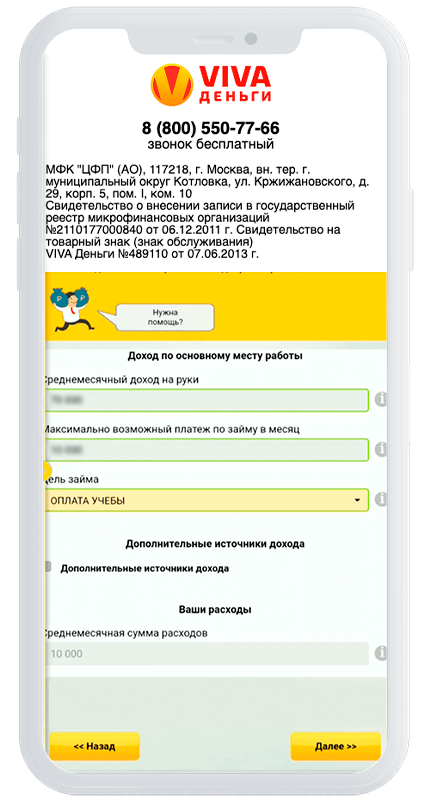 VIVA
ДЕНЬГИ
8 (800) 550-77-66
звонок бесплатный
МФК "ЦФП" (АО), 117218, г. Москва, вн. тер. г.
муниципальный округ Котловка, ул. Кржижановского, д.
29, корп. 5, пом. I, ком. 10
Свидетельство о внесении записи в государственный
реестр микрофинансовых организаций
№2110177000840 от 06.12.2011 г. Свидетельство на
товарный знак (знак обслуживания)
VIVA Деньги №489110 от 07.06.2013 г.
Нужна
помощь?
Доход по основному месту работы
Среднемесячный доход на руки
Максимально возможный платеж по займу в месяц
Цель займа
ОПЛАТА УЧЕБЫ
Дополнительные источники дохода
Дополнительные источники дохода
Ваши расходы
Среднемесячная сумма расходов
10 000
<< Назад
Далее >>